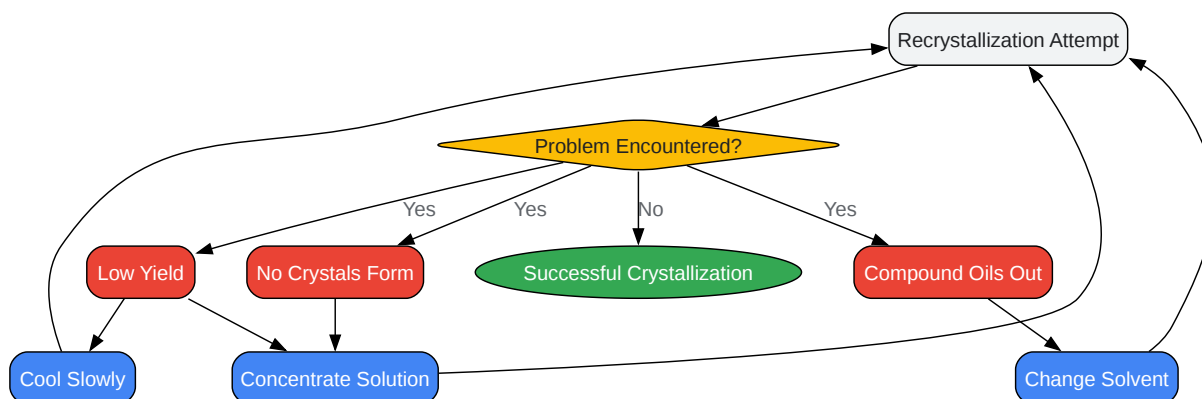 Recrystallization Attempt
Problem Encountered?
Yes
Yes
No
Yes
Low Yield
No Crystals Form
Successful Crystallization
Compound Oils Out
Cool Slowly
Concentrate Solution
Change Solvent